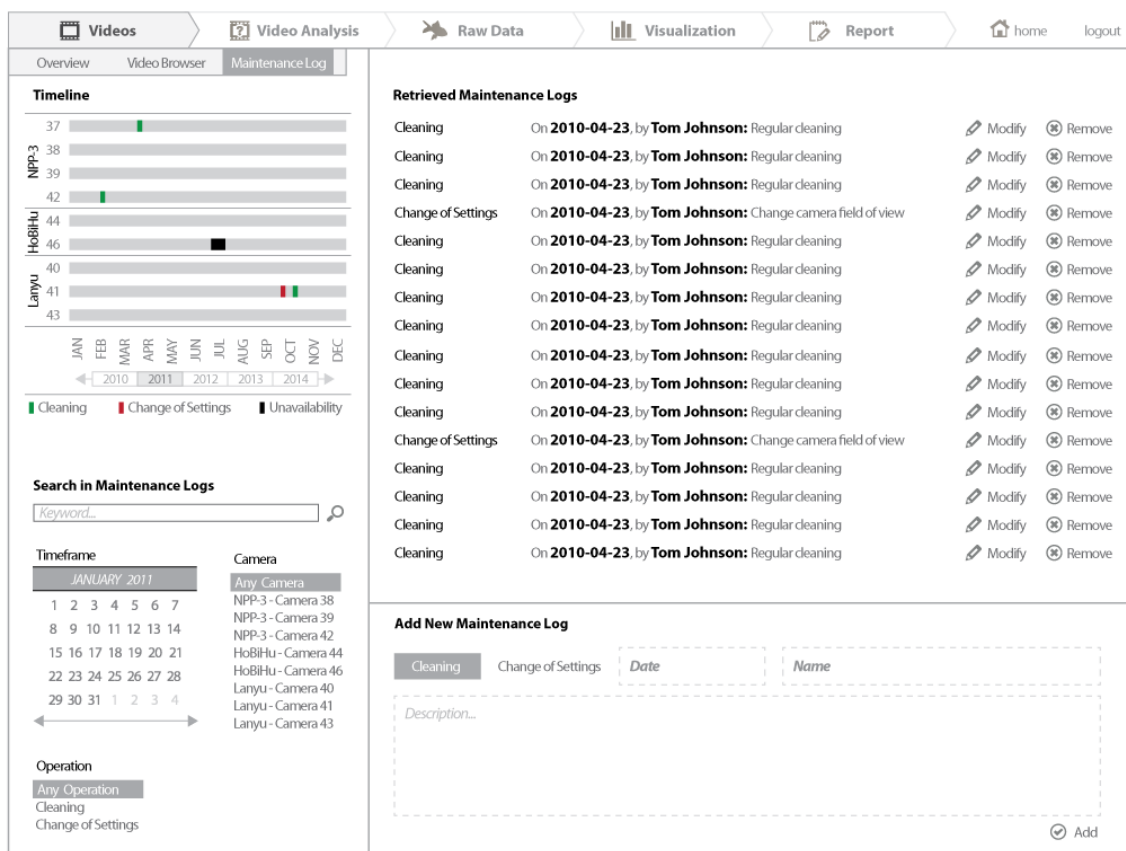 Videos
Video Analysis
Raw Data
Visualization
Report
home
logout
Overview
Video Browser
Maintenance Log
Timeline
NPP-3
37
38
39
42
HoBiHu
44
46
Lanyu
40
41
43
JAN FEB MAR APR MAY JUN JUL AUG SEP OCT NOV DEC
2010 2011 2012 2013 2014
Cleaning Change of Settings Unavailability
Search in Maintenance Logs
Keyword...
Timeframe
JANUARY 2011
1 2 3 4 5 6 7
8 9 10 11 12 13 14
15 16 17 18 19 20 21
22 23 24 25 26 27 28
29 30 31 1 2 3 4
Camera
Any Camera
NPP-3 - Camera 38
NPP-3 - Camera 39
NPP-3 - Camera 42
HoBiHu - Camera 44
HoBiHu - Camera 46
Lanyu - Camera 40
Lanyu - Camera 41
Lanyu - Camera 43
Operation
Any Operation
Cleaning
Change of Settings
Retrieved Maintenance Logs
Cleaning On 2010-04-23, by Tom Johnson: Regular cleaning Modify Remove
Cleaning On 2010-04-23, by Tom Johnson: Regular cleaning Modify Remove
Cleaning On 2010-04-23, by Tom Johnson: Regular cleaning Modify Remove
Change of Settings On 2010-04-23, by Tom Johnson: Change camera field of view Modify Remove
Cleaning On 2010-04-23, by Tom Johnson: Regular cleaning Modify Remove
Cleaning On 2010-04-23, by Tom Johnson: Regular cleaning Modify Remove
Cleaning On 2010-04-23, by Tom Johnson: Regular cleaning Modify Remove
Cleaning On 2010-04-23, by Tom Johnson: Regular cleaning Modify Remove
Cleaning On 2010-04-23, by Tom Johnson: Regular cleaning Modify Remove
Cleaning On 2010-04-23, by Tom Johnson: Regular cleaning Modify Remove
Cleaning On 2010-04-23, by Tom Johnson: Regular cleaning Modify Remove
Change of Settings On 2010-04-23, by Tom Johnson: Change camera field of view Modify Remove
Cleaning On 2010-04-23, by Tom Johnson: Regular cleaning Modify Remove
Cleaning On 2010-04-23, by Tom Johnson: Regular cleaning Modify Remove
Cleaning On 2010-04-23, by Tom Johnson: Regular cleaning Modify Remove
Cleaning On 2010-04-23, by Tom Johnson: Regular cleaning Modify Remove
Add New Maintenance Log
Cleaning Change of Settings Date Name
Description...
Add